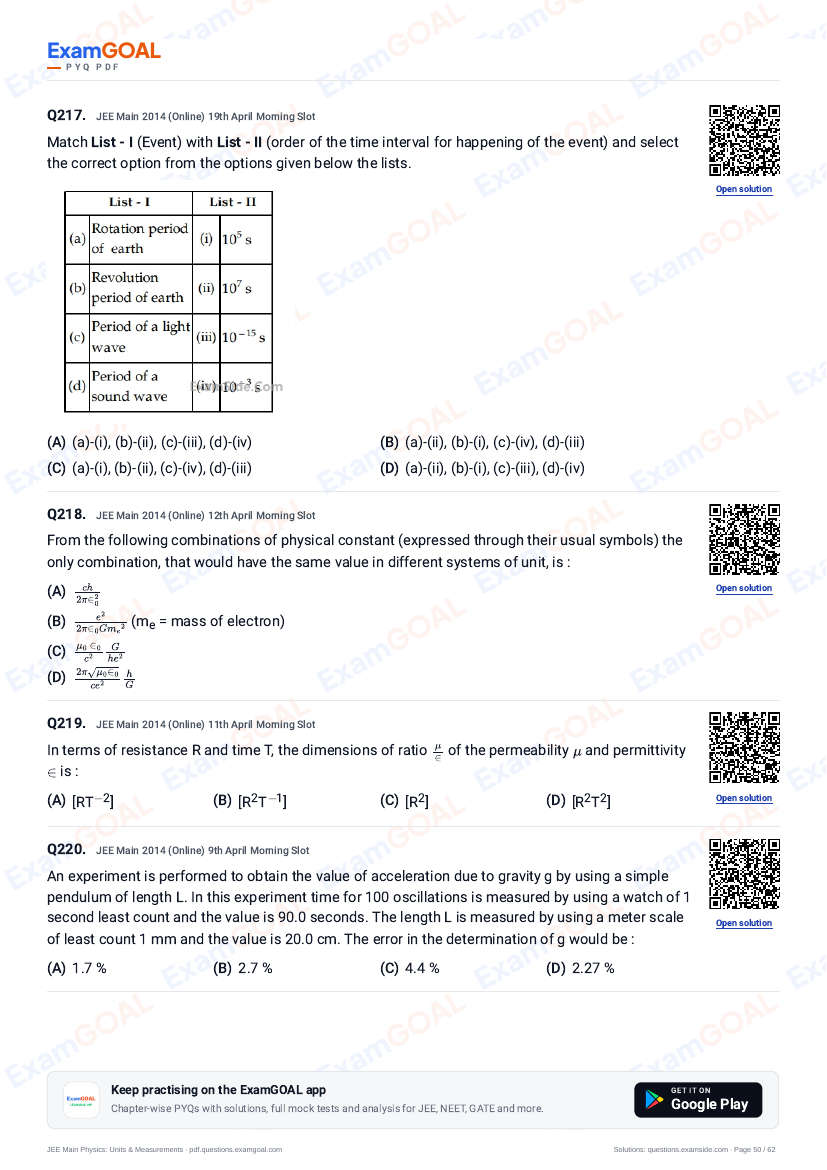 ExamGOAL
PYQ PDF
Q217. JEE Main 2014 (Online) 19th April Morning Slot
Match List - I (Event) with List - II (order of the time interval for happening of the event) and select
the correct option from the options given below the lists.
Open solution
List - I List - II
(a) Rotation period of earth (i) 10⁵ s
(b) Revolution period of earth (ii) 10⁷ s
(c) Period of a light wave (iii) 10⁻¹⁵ s
(d) Period of a sound wave (iv) 10⁻³ s
ExamSide.Com
(A) (a)-(i), (b)-(ii), (c)-(iii), (d)-(iv) (B) (a)-(ii), (b)-(i), (c)-(iv), (d)-(iii)
(C) (a)-(i), (b)-(ii), (c)-(iv), (d)-(iii) (D) (a)-(ii), (b)-(i), (c)-(iii), (d)-(iv)
Q218. JEE Main 2014 (Online) 12th April Morning Slot
From the following combinations of physical constant (expressed through their usual symbols) the
only combination, that would have the same value in different systems of unit, is :
Open solution
(A) ch / 2π∈₀²
(B) e² / 2π∈₀Gmₑ² (mₑ = mass of electron)
(C) μ₀ ∈₀ / c² G / he²
(D) 2π√μ₀∈₀ / ce² h / G
Q219. JEE Main 2014 (Online) 11th April Morning Slot
In terms of resistance R and time T, the dimensions of ratio μ/∈ of the permeability μ and permittivity
∈ is :
Open solution
(A) [RT⁻²] (B) [R²T⁻¹] (C) [R²] (D) [R²T²]
Q220. JEE Main 2014 (Online) 9th April Morning Slot
An experiment is performed to obtain the value of acceleration due to gravity g by using a simple
pendulum of length L. In this experiment time for 100 oscillations is measured by using a watch of 1
second least count and the value is 90.0 seconds. The length L is measured by using a meter scale
of least count 1 mm and the value is 20.0 cm. The error in the determination of g would be :
Open solution
(A) 1.7 % (B) 2.7 % (C) 4.4 % (D) 2.27 %
ExamGOAL
Keep practising on the ExamGOAL app
Chapter-wise PYQs with solutions, full mock tests and analysis for JEE, NEET, GATE and more.
GET IT ON
Google Play
JEE Main Physics: Units & Measurements · pdf.questions.examgoal.com
Solutions: questions.examside.com · Page 50 / 62